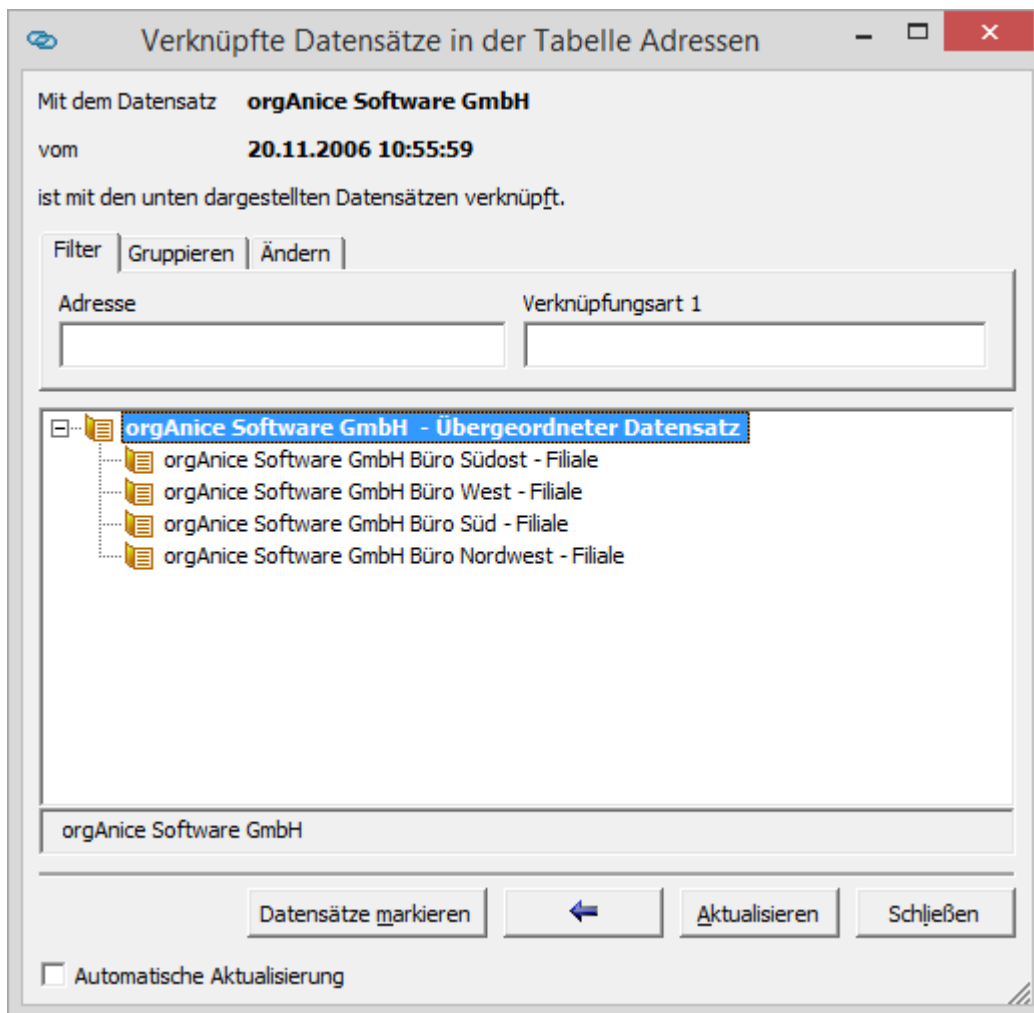 Verknüpfte Datensätze in der Tabelle Adressen
Mit dem Datensatz orgAnice Software GmbH
vom 20.11.2006 10:55:59
ist mit den unten dargestellten Datensätzen verknüpft.
Filter Gruppieren Ändern
Adresse Verknüpfungsart 1
orgAnice Software GmbH - Übergeordneter Datensatz
orgAnice Software GmbH Büro Südost - Filiale
orgAnice Software GmbH Büro West - Filiale
orgAnice Software GmbH Büro Süd - Filiale
orgAnice Software GmbH Büro Nordwest - Filiale
orgAnice Software GmbH
Datensätze markieren Aktualisieren Schließen
Automatische Aktualisierung